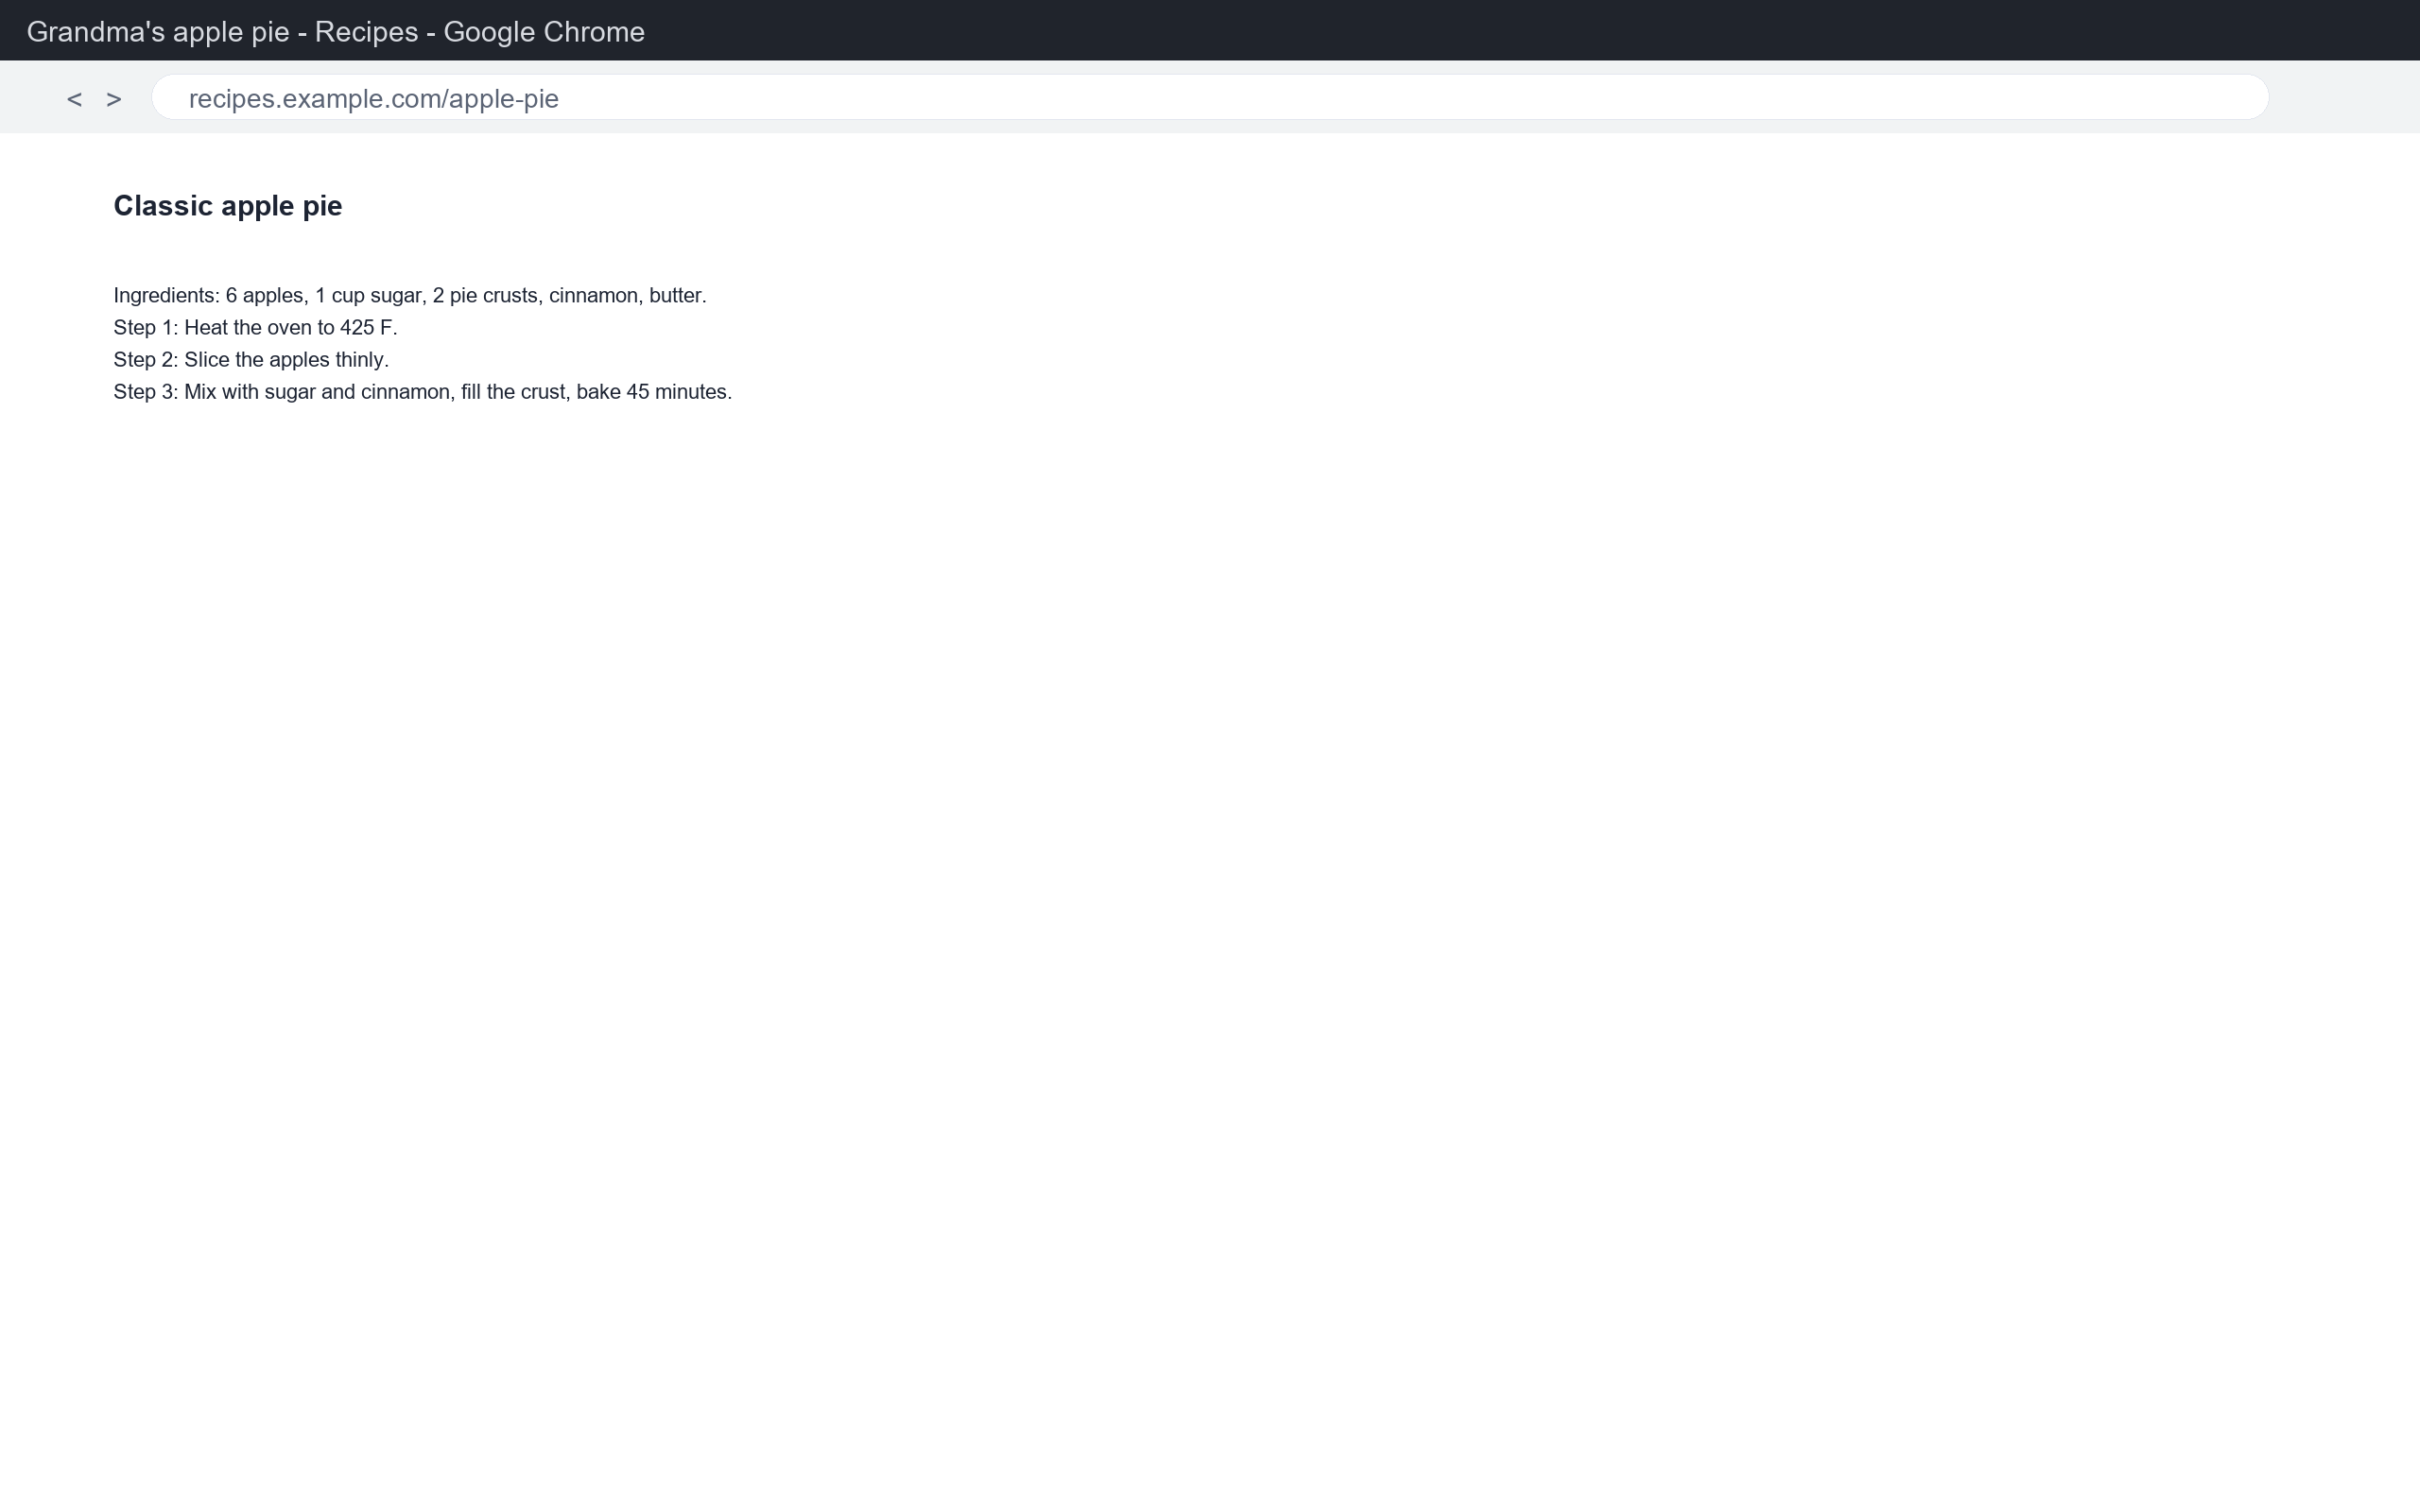 Grandma's apple pie - Recipes - Google Chrome
< > recipes.example.com/apple-pie
Classic apple pie
Ingredients: 6 apples, 1 cup sugar, 2 pie crusts, cinnamon, butter.
Step 1: Heat the oven to 425 F.
Step 2: Slice the apples thinly.
Step 3: Mix with sugar and cinnamon, fill the crust, bake 45 minutes.